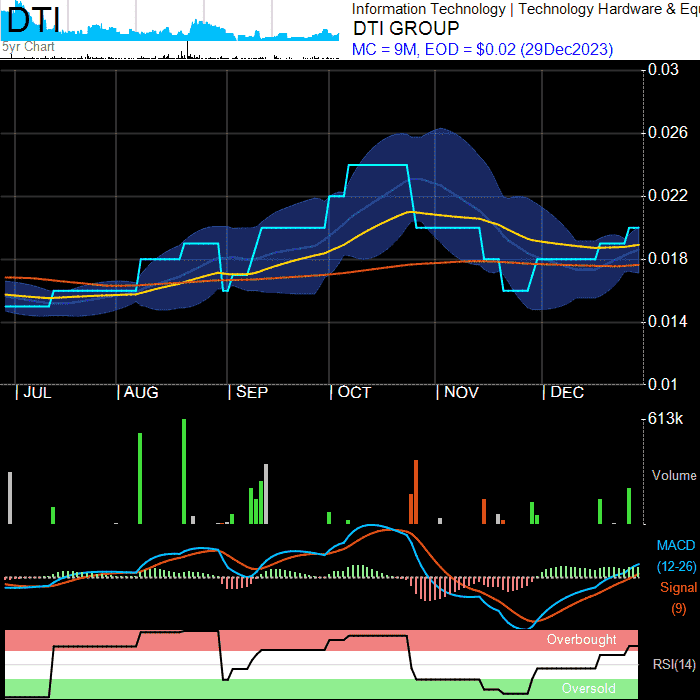 DTI
5yr Chart
Information Technology | Technology Hardware & Equ
DTI GROUP
MC = 9M, EOD = $0.02 (29Dec2023)
0.03
0.026
0.022
0.018
0.014
0.01
JUL
AUG
SEP
OCT
NOV
DEC
613k
Volume
MACD
(12-26)
Signal
(9)
Overbought
RSI(14)
Oversold